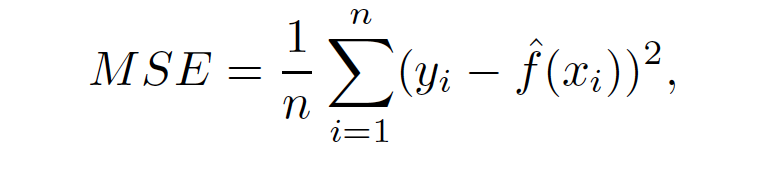 $MSE = \frac{1}{n} \sum_{i=1}^{n} (y_i - \hat{f}(x_i))^2,$